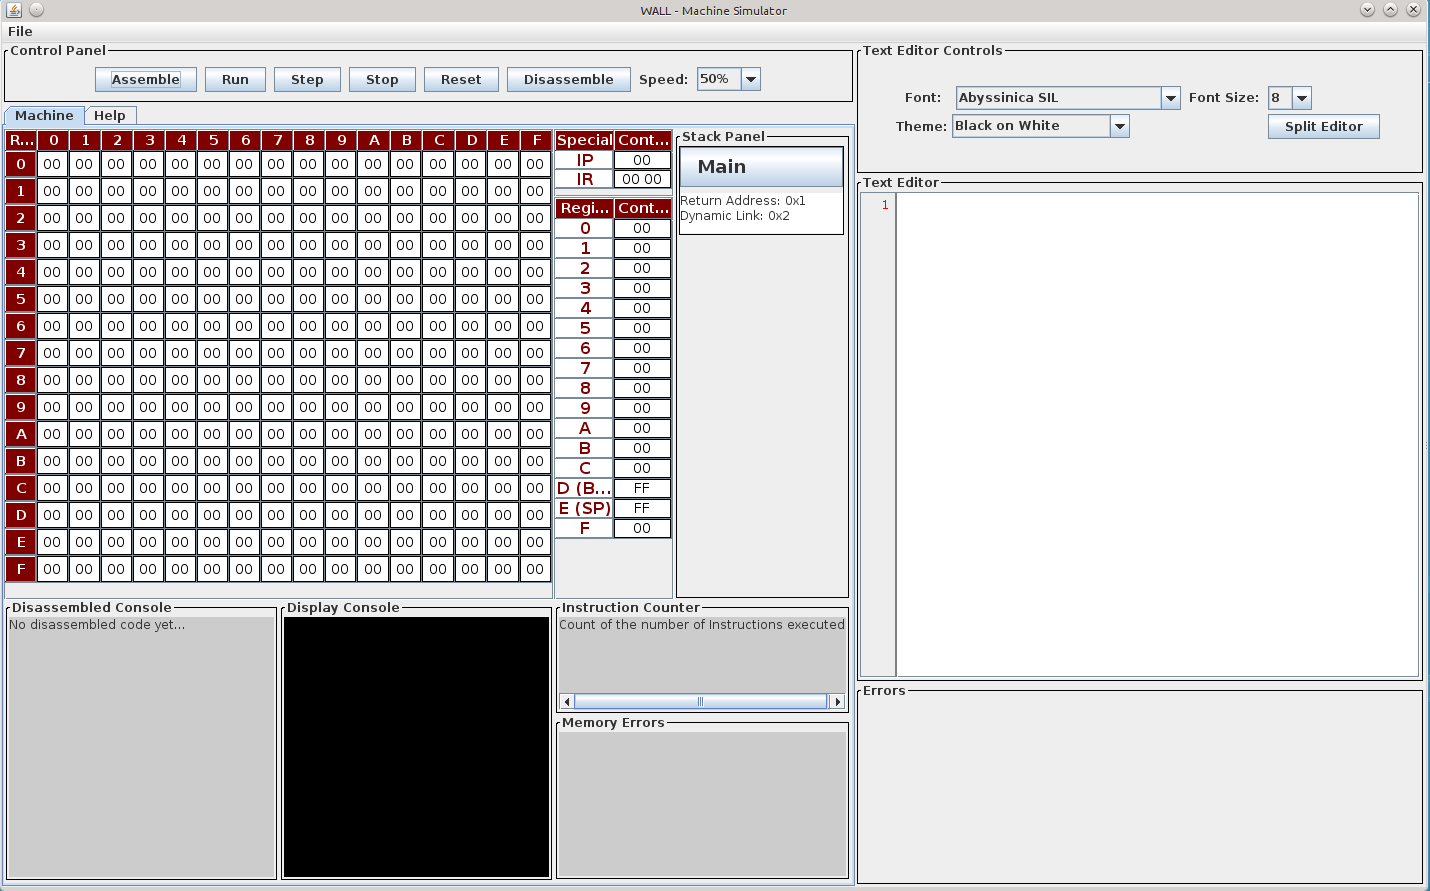 WALL - Machine Simulator
File
Control Panel
Assemble Run Step Stop Reset Disassemble Speed: 50%
Machine Help
R... 0 1 2 3 4 5 6 7 8 9 A B C D E F
0 00 00 00 00 00 00 00 00 00 00 00 00 00 00 00 00
1 00 00 00 00 00 00 00 00 00 00 00 00 00 00 00 00
2 00 00 00 00 00 00 00 00 00 00 00 00 00 00 00 00
3 00 00 00 00 00 00 00 00 00 00 00 00 00 00 00 00
4 00 00 00 00 00 00 00 00 00 00 00 00 00 00 00 00
5 00 00 00 00 00 00 00 00 00 00 00 00 00 00 00 00
6 00 00 00 00 00 00 00 00 00 00 00 00 00 00 00 00
7 00 00 00 00 00 00 00 00 00 00 00 00 00 00 00 00
8 00 00 00 00 00 00 00 00 00 00 00 00 00 00 00 00
9 00 00 00 00 00 00 00 00 00 00 00 00 00 00 00 00
A 00 00 00 00 00 00 00 00 00 00 00 00 00 00 00 00
B 00 00 00 00 00 00 00 00 00 00 00 00 00 00 00 00
C 00 00 00 00 00 00 00 00 00 00 00 00 00 00 00 00
D 00 00 00 00 00 00 00 00 00 00 00 00 00 00 00 00
E 00 00 00 00 00 00 00 00 00 00 00 00 00 00 00 00
F 00 00 00 00 00 00 00 00 00 00 00 00 00 00 00 00
Special Cont...
IP 00
IR 00 00
Regi... Cont...
0 00
1 00
2 00
3 00
4 00
5 00
6 00
7 00
8 00
9 00
A 00
B 00
C 00
D (B... FF
E (SP) FF
F 00
Stack Panel
Main
Return Address: 0x1
Dynamic Link: 0x2
Disassembled Console
No disassembled code yet...
Display Console
Instruction Counter
Count of the number of Instructions executed
Memory Errors
Text Editor Controls
Font: Abyssinica SIL Font Size: 8
Theme: Black on White Split Editor
Text Editor
1
Errors